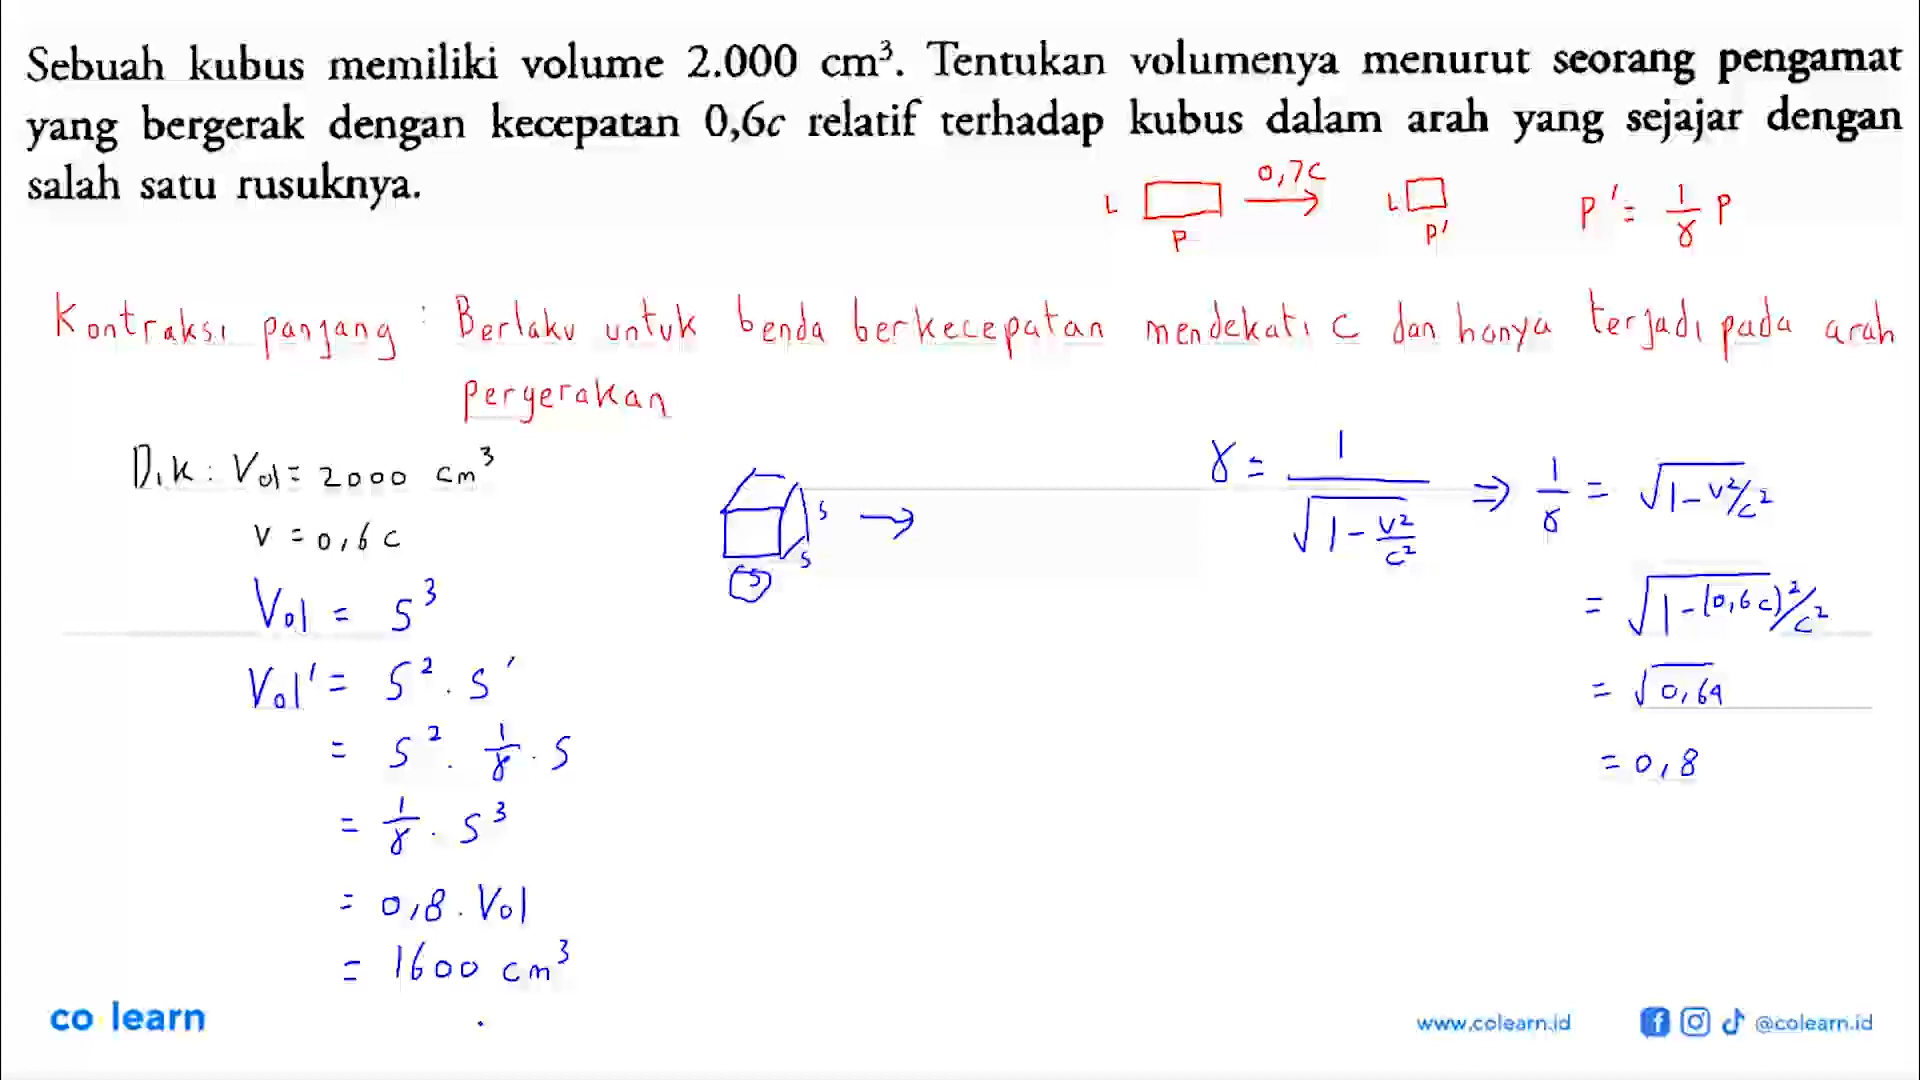 Sebuah kubus memiliki volume 2.000 cm³. Tentukan volumenya menurut seorang pengamat
yang bergerak dengan kecepatan 0,6c relatif terhadap kubus dalam arah yang sejajar dengan
salah satu rusuknya.
L P 0,7c L P' P' = 1/γ P
Kontraksi panjang : Berlaku untuk benda berkecepatan mendekati c dan hanya terjadi pada arah
pergerakan
Dik : Vol = 2000 cm³
v = 0,6 c
Vol = s³
Vol' = s² . s'
= s² . 1/γ . s
= 1/γ . s³
= 0,8 . Vol
= 1600 cm³
s
s
s
γ = 1/√(1 - v²/c²) ⇒ 1/γ = √(1 - v²/c²)
= √(1 - (0,6 c)²/c²)
= √0,64
= 0,8
co learn
www.colearn.id
@colearn.id